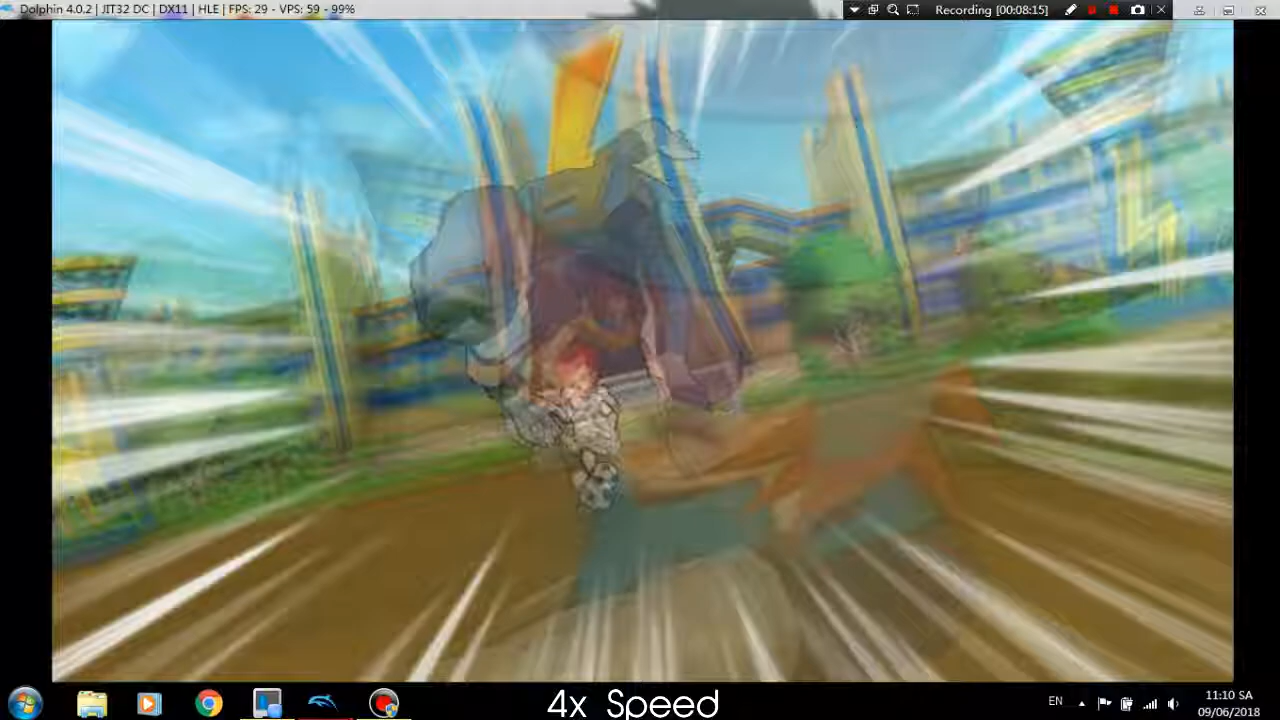 Dolphin 4.0.2 | JIT32 DC | DX11 | HLE | FPS: 29 - VPS: 59 - 99%
Recording [00:08:15]
4x Speed
EN
11:10 SA
09/06/2018